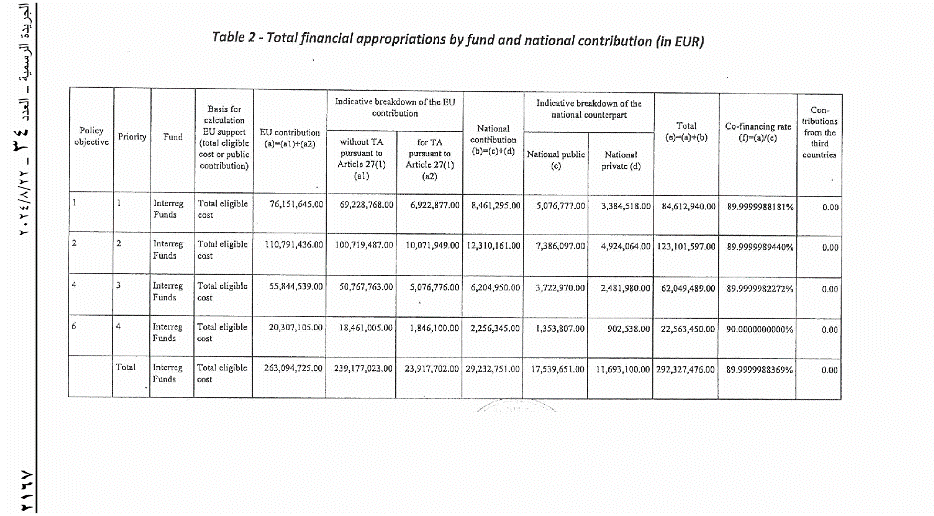 الجريدة الرسمية – العدد ٣٤ – ٢٠٢٤/٨/٢٢
Table 2 - Total financial appropriations by fund and national contribution (in EUR)
Policy objective | Priority | Fund | Basis for calculation EU support (total eligible cost or public contribution) | EU contribution (a)=(a1)+(a2) | Indicative breakdown of the EU contribution | National contribution (b)=(c)+(d) | Indicative breakdown of the national counterpart | Total (e)=(a)+(b) | Co-financing rate (f)=(a)/(e) | Con-tributions from the third countries
without TA pursuant to Article 27(1) (a1) | for TA pursuant to Article 27(1) (a2) | National public (c) | National private (d)
1 | 1 | Interreg Funds | Total eligible cost | 76,151,645.00 | 69,228,768.00 | 6,922,877.00 | 8,461,295.00 | 5,076,777.00 | 3,384,518.00 | 84,612,940.00 | 89.9999988181% | 0.00
2 | 2 | Interreg Funds | Total eligible cost | 110,791,436.00 | 100,719,487.00 | 10,071,949.00 | 12,310,161.00 | 7,386,097.00 | 4,924,064.00 | 123,101,597.00 | 89.9999989440% | 0.00
4 | 3 | Interreg Funds | Total eligible cost | 55,844,539.00 | 50,767,763.00 | 5,076,776.00 | 6,204,950.00 | 3,722,970.00 | 2,481,980.00 | 62,049,489.00 | 89.9999982272% | 0.00
6 | 4 | Interreg Funds | Total eligible cost | 20,307,105.00 | 18,461,005.00 | 1,846,100.00 | 2,256,345.00 | 1,353,807.00 | 902,538.00 | 22,563,450.00 | 90.0000000000% | 0.00
Total | Interreg Funds | Total eligible cost | 263,094,725.00 | 239,177,023.00 | 23,917,702.00 | 29,232,751.00 | 17,539,651.00 | 11,693,100.00 | 292,327,476.00 | 89.9999988369% | 0.00
٢١٦٧